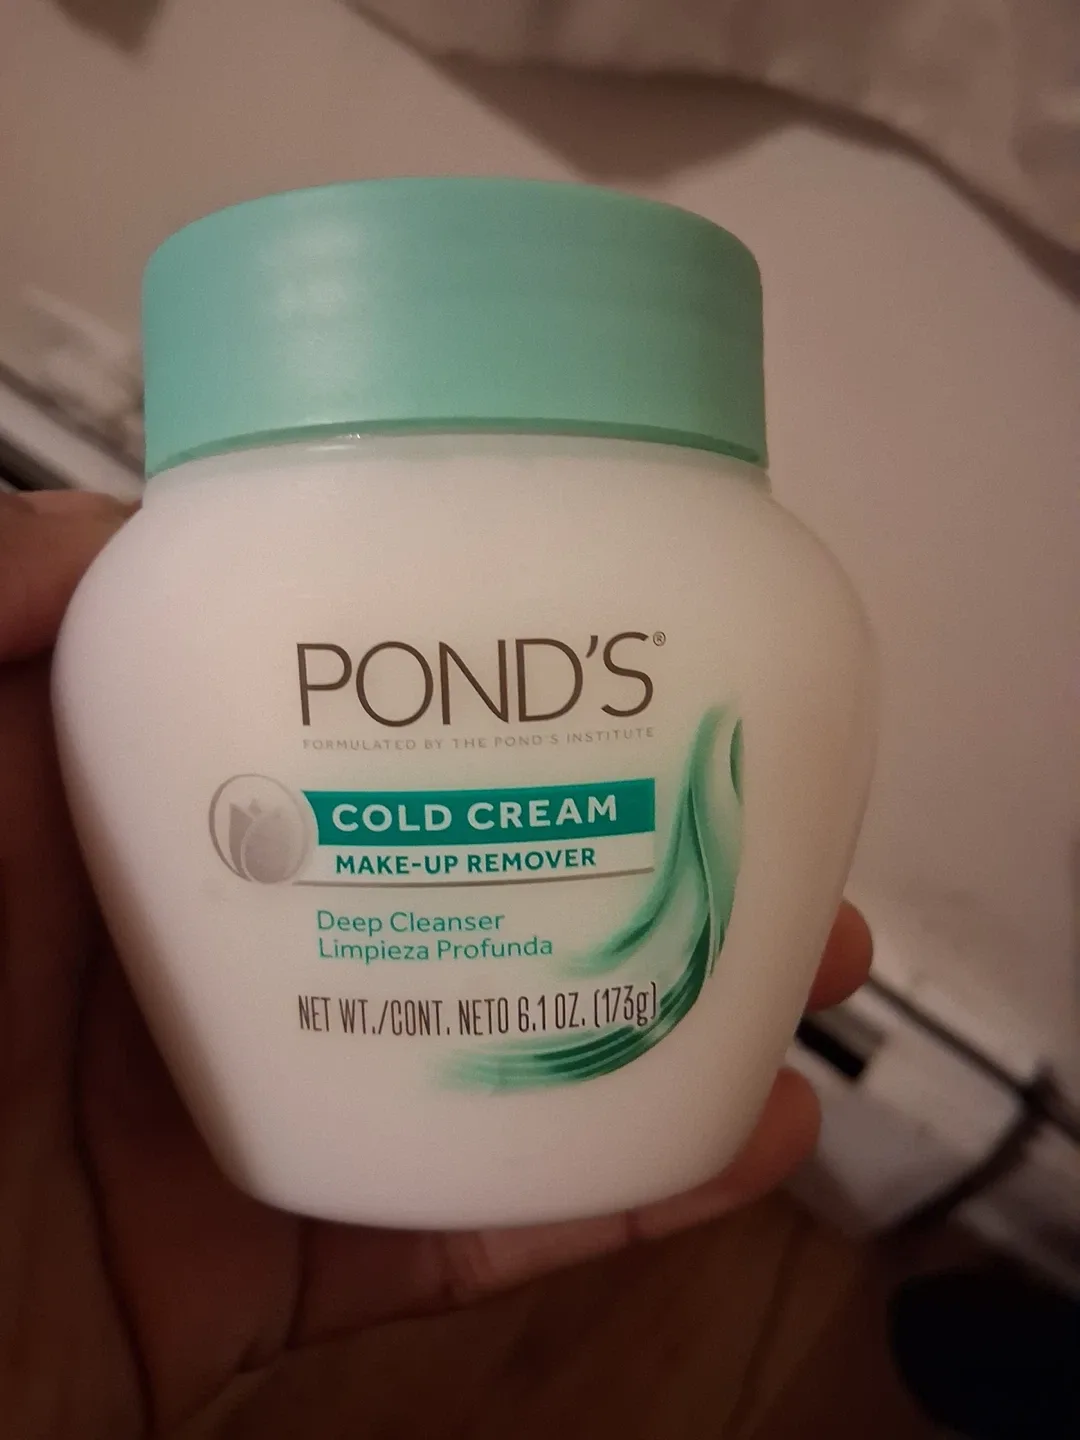 POND'S®
FORMULATED BY THE POND'S INSTITUTE
COLD CREAM
MAKE-UP REMOVER
Deep Cleanser
Limpieza Profunda
NET WT./CONT. NETO 6.1 OZ. (173g)